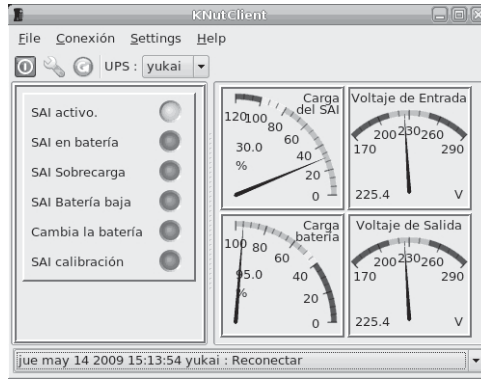 KNutClient
File Conexión Settings Help
UPS : yukai
SAI activo.
SAI en batería
SAI Sobrecarga
SAI Batería baja
Cambia la batería
SAI calibración
Carga del SAI
120 100 80 60 40 20 0
30.0
%
Voltaje de Entrada
170 200 230 260 290
225.4 V
Carga batería
100 80 60 40 20 0
95.0
%
Voltaje de Salida
170 200 230 260 290
225.4 V
jue may 14 2009 15:13:54 yukai : Reconectar